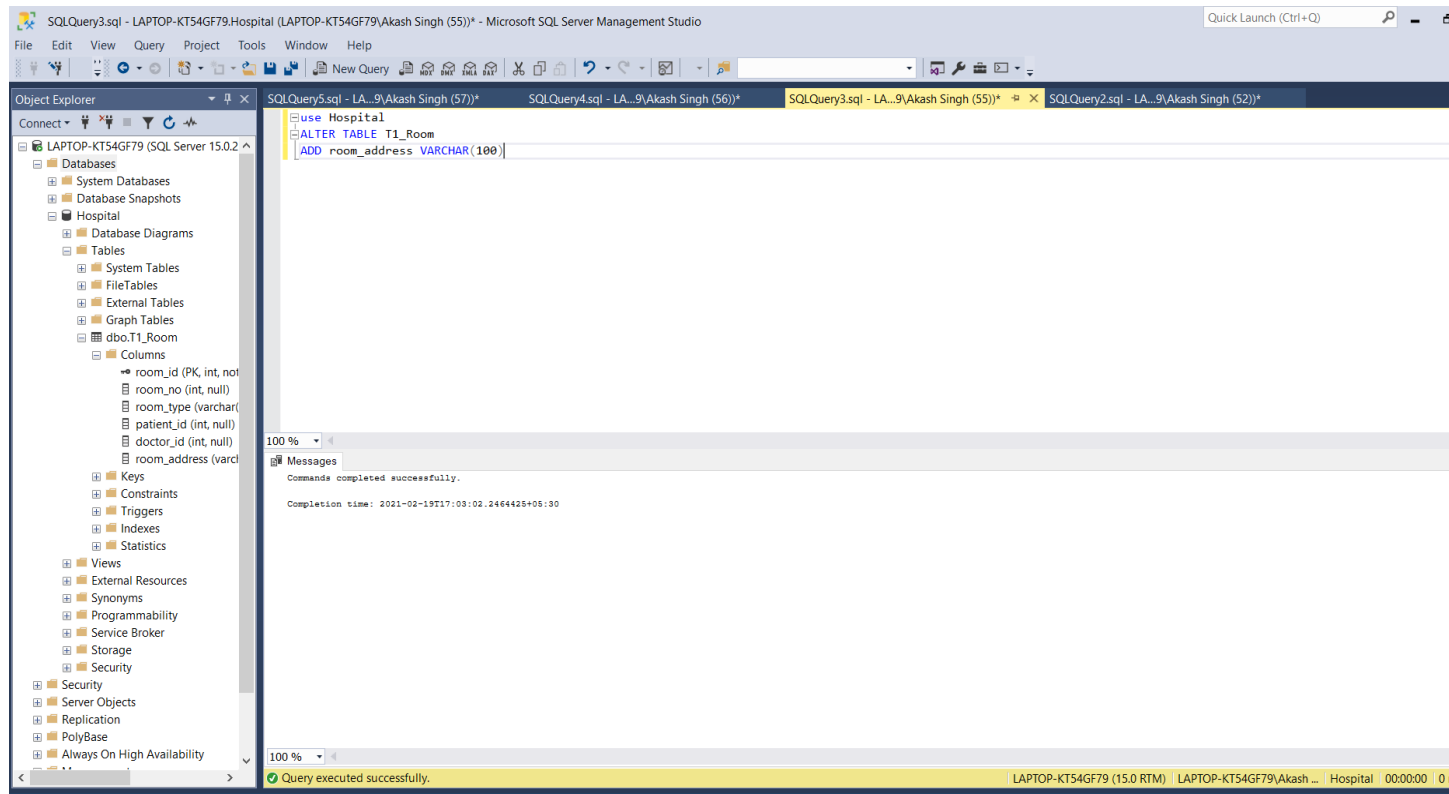 SQLQuery3.sql - LAPTOP-KT54GF79.Hospital (LAPTOP-KT54GF79\Akash Singh (55))* - Microsoft SQL Server Management Studio
Quick Launch (Ctrl+Q)
File Edit View Query Project Tools Window Help
New Query MDX DMX XMLA DAX
Object Explorer
SQLQuery5.sql - LA...9\Akash Singh (57))* SQLQuery4.sql - LA...9\Akash Singh (56))* SQLQuery3.sql - LA...9\Akash Singh (55))* SQLQuery2.sql - LA...9\Akash Singh (52))*
Connect
LAPTOP-KT54GF79 (SQL Server 15.0.2
Databases
System Databases
Database Snapshots
Hospital
Database Diagrams
Tables
System Tables
FileTables
External Tables
Graph Tables
dbo.T1_Room
Columns
room_id (PK, int, not
room_no (int, null)
room_type (varchar(
patient_id (int, null)
doctor_id (int, null)
room_address (varch
Keys
Constraints
Triggers
Indexes
Statistics
Views
External Resources
Synonyms
Programmability
Service Broker
Storage
Security
Security
Server Objects
Replication
PolyBase
Always On High Availability
use Hospital
ALTER TABLE T1_Room
ADD room_address VARCHAR(100)
100 %
Messages
Commands completed successfully.
Completion time: 2021-02-19T17:03:02.2464425+05:30
100 %
Query executed successfully.
LAPTOP-KT54GF79 (15.0 RTM) LAPTOP-KT54GF79\Akash ... Hospital 00:00:00 0